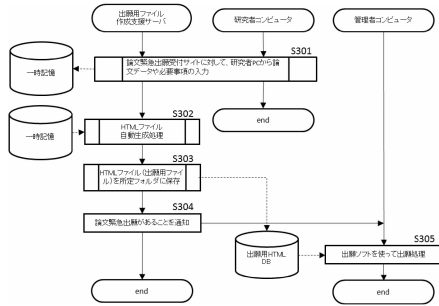 出願用ファイル
作成支援サーバ
研究者コンピュータ
管理者コンピュータ
S301
一時記憶
論文緊急出願受付サイトに対して、研究者PCから論
文データや必要事項の入力
S302
end
一時記憶
HTMLファイル
自動生成処理
S303
HTMLファイル(出願用ファイ
ル)を所定フォルダに保存
S304
論文緊急出願があることを通知
S305
出願用HTML
DB
出願ソフトを使って出願処理
end
end